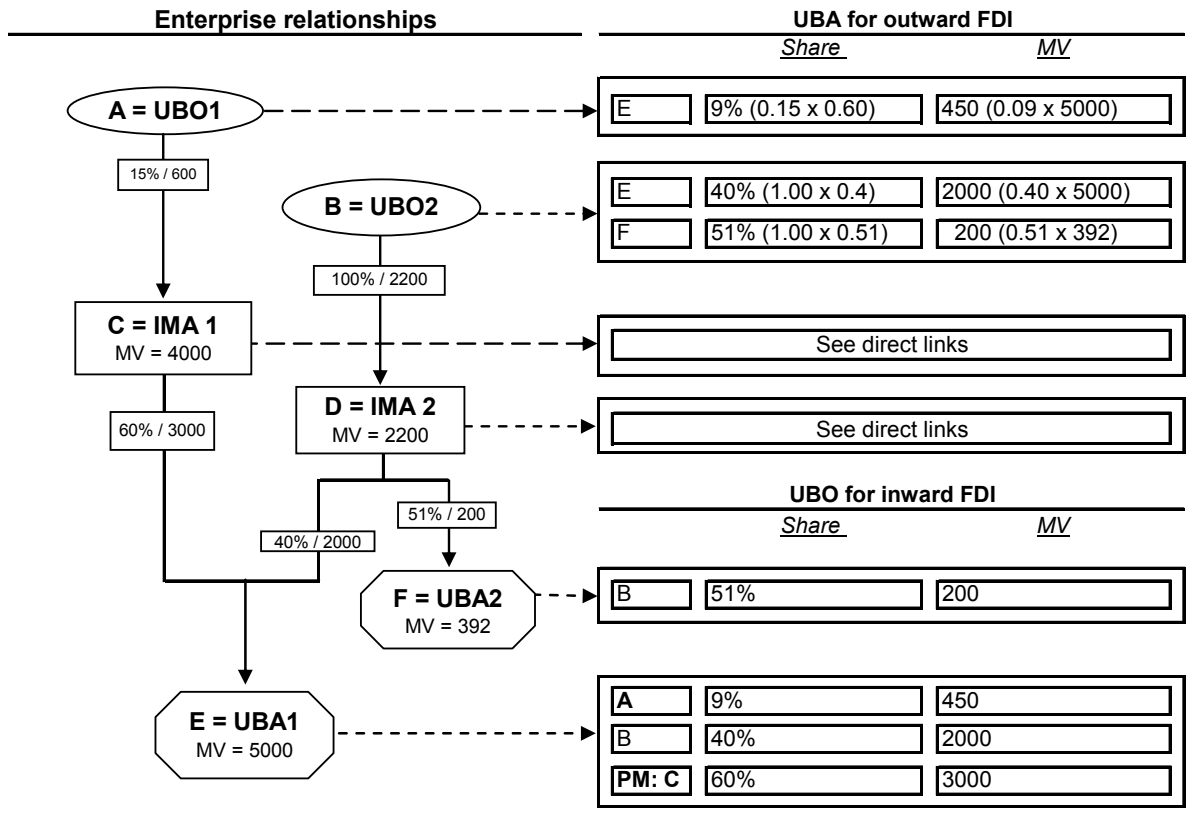 Enterprise relationships
UBA for outward FDI
Share MV
A = UBO1
E 9% (0.15 x 0.60) 450 (0.09 x 5000)
15% / 600
B = UBO2
E 40% (1.00 x 0.4) 2000 (0.40 x 5000)
F 51% (1.00 x 0.51) 200 (0.51 x 392)
100% / 2200
C = IMA 1
MV = 4000
See direct links
D = IMA 2
MV = 2200
See direct links
60% / 3000
UBO for inward FDI
Share MV
51% / 200
40% / 2000
F = UBA2
MV = 392
B 51% 200
E = UBA1
MV = 5000
A 9% 450
B 40% 2000
PM: C 60% 3000